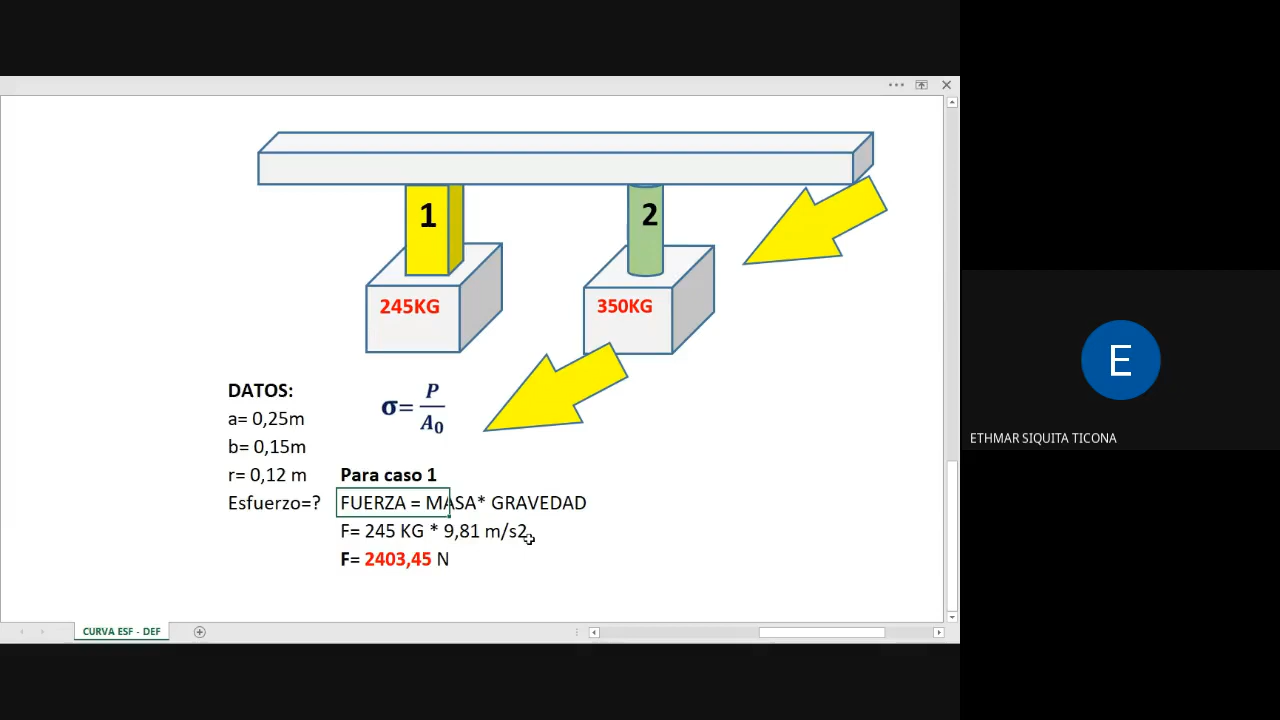 1
2
245KG
350KG
DATOS:
a= 0,25m
b= 0,15m
r= 0,12 m
Esfuerzo=?
σ= P
A0
Para caso 1
FUERZA = MASA* GRAVEDAD
F= 245 KG * 9,81 m/s2
F= 2403,45 N
CURVA ESF - DEF
E
ETHMAR SIQUITA TICONA